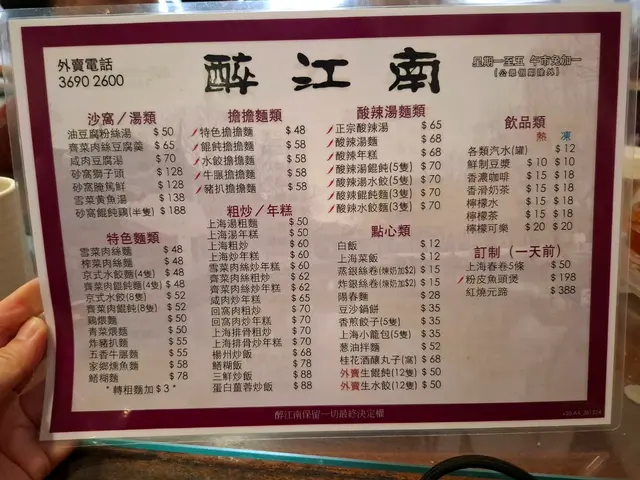 外賣電話
3690 2600
醉江南
星期一至五 午市免加一
(公眾假期除外)
沙窩／湯類
油豆腐粉絲湯 $50
薺菜肉絲豆腐羹 $65
咸肉豆腐湯 $70
砂窩獅子頭 $128
砂窩腌篤鮮 $128
雪菜黃魚湯 $138
砂窩餛飩鷄(半隻) $188
特色麵類
雪菜肉絲麵 $48
榨菜肉絲麵 $48
京式水餃麵(4隻) $48
薺菜肉餛飩麵(4隻) $48
京式水餃(8隻) $52
薺菜肉餛飩(8隻) $52
鷄煨麵 $50
青菜煨麵 $50
炸豬扒麵 $55
五香牛𦟌麵 $55
家鄉燻魚麵 $58
鱔糊麵 $78
*轉粗麵加$3*
擔擔麵類
特色擔擔麵 $48
餛飩擔擔麵 $58
水餃擔擔麵 $58
牛𦟌擔擔麵 $58
豬扒擔擔麵 $58
粗炒／年糕
上海湯粗麵 $50
上海湯年糕 $50
上海粗炒 $60
上海炒年糕 $60
雪菜肉絲炒年糕 $60
薺菜肉絲粗炒 $62
薺菜肉絲炒年糕 $62
咸肉炒年糕 $65
回窩肉粗炒 $70
回窩肉炒年糕 $70
上海排骨粗炒 $70
上海排骨炒年糕 $70
楊州炒飯 $68
鱔糊飯 $78
三鮮炒飯 $88
蛋白薑蓉炒飯 $88
酸辣湯麵類
正宗酸辣湯 $65
酸辣湯麵 $68
酸辣年糕 $68
酸辣湯餛飩(5隻) $70
酸辣湯水餃(5隻) $70
酸辣餛飩麵(3隻) $70
酸辣水餃麵(3隻) $70
點心類
白飯 $12
上海菜飯 $12
蒸銀絲卷(煉奶加$2) $15
炸銀絲卷(煉奶加$2) $15
陽春麵 $28
豆沙鍋餅 $35
香煎餃子(5隻) $35
上海小籠包(5隻) $35
葱油拌麵 $52
桂花酒釀丸子(窩) $68
外賣生餛飩(12隻) $50
外賣生水餃(12隻) $50
飲品類
熱 凍
各類汽水(罐) $12
鮮制豆漿 $10 $10
香濃咖啡 $15 $18
香滑奶茶 $15 $18
檸檬水 $15 $18
檸檬茶 $15 $18
檸檬可樂 $20 $20
訂制（一天前）
上海春卷5條 $50
粉皮魚頭煲 $198
紅燒元蹄 $388
醉江南保留一切最終決定權